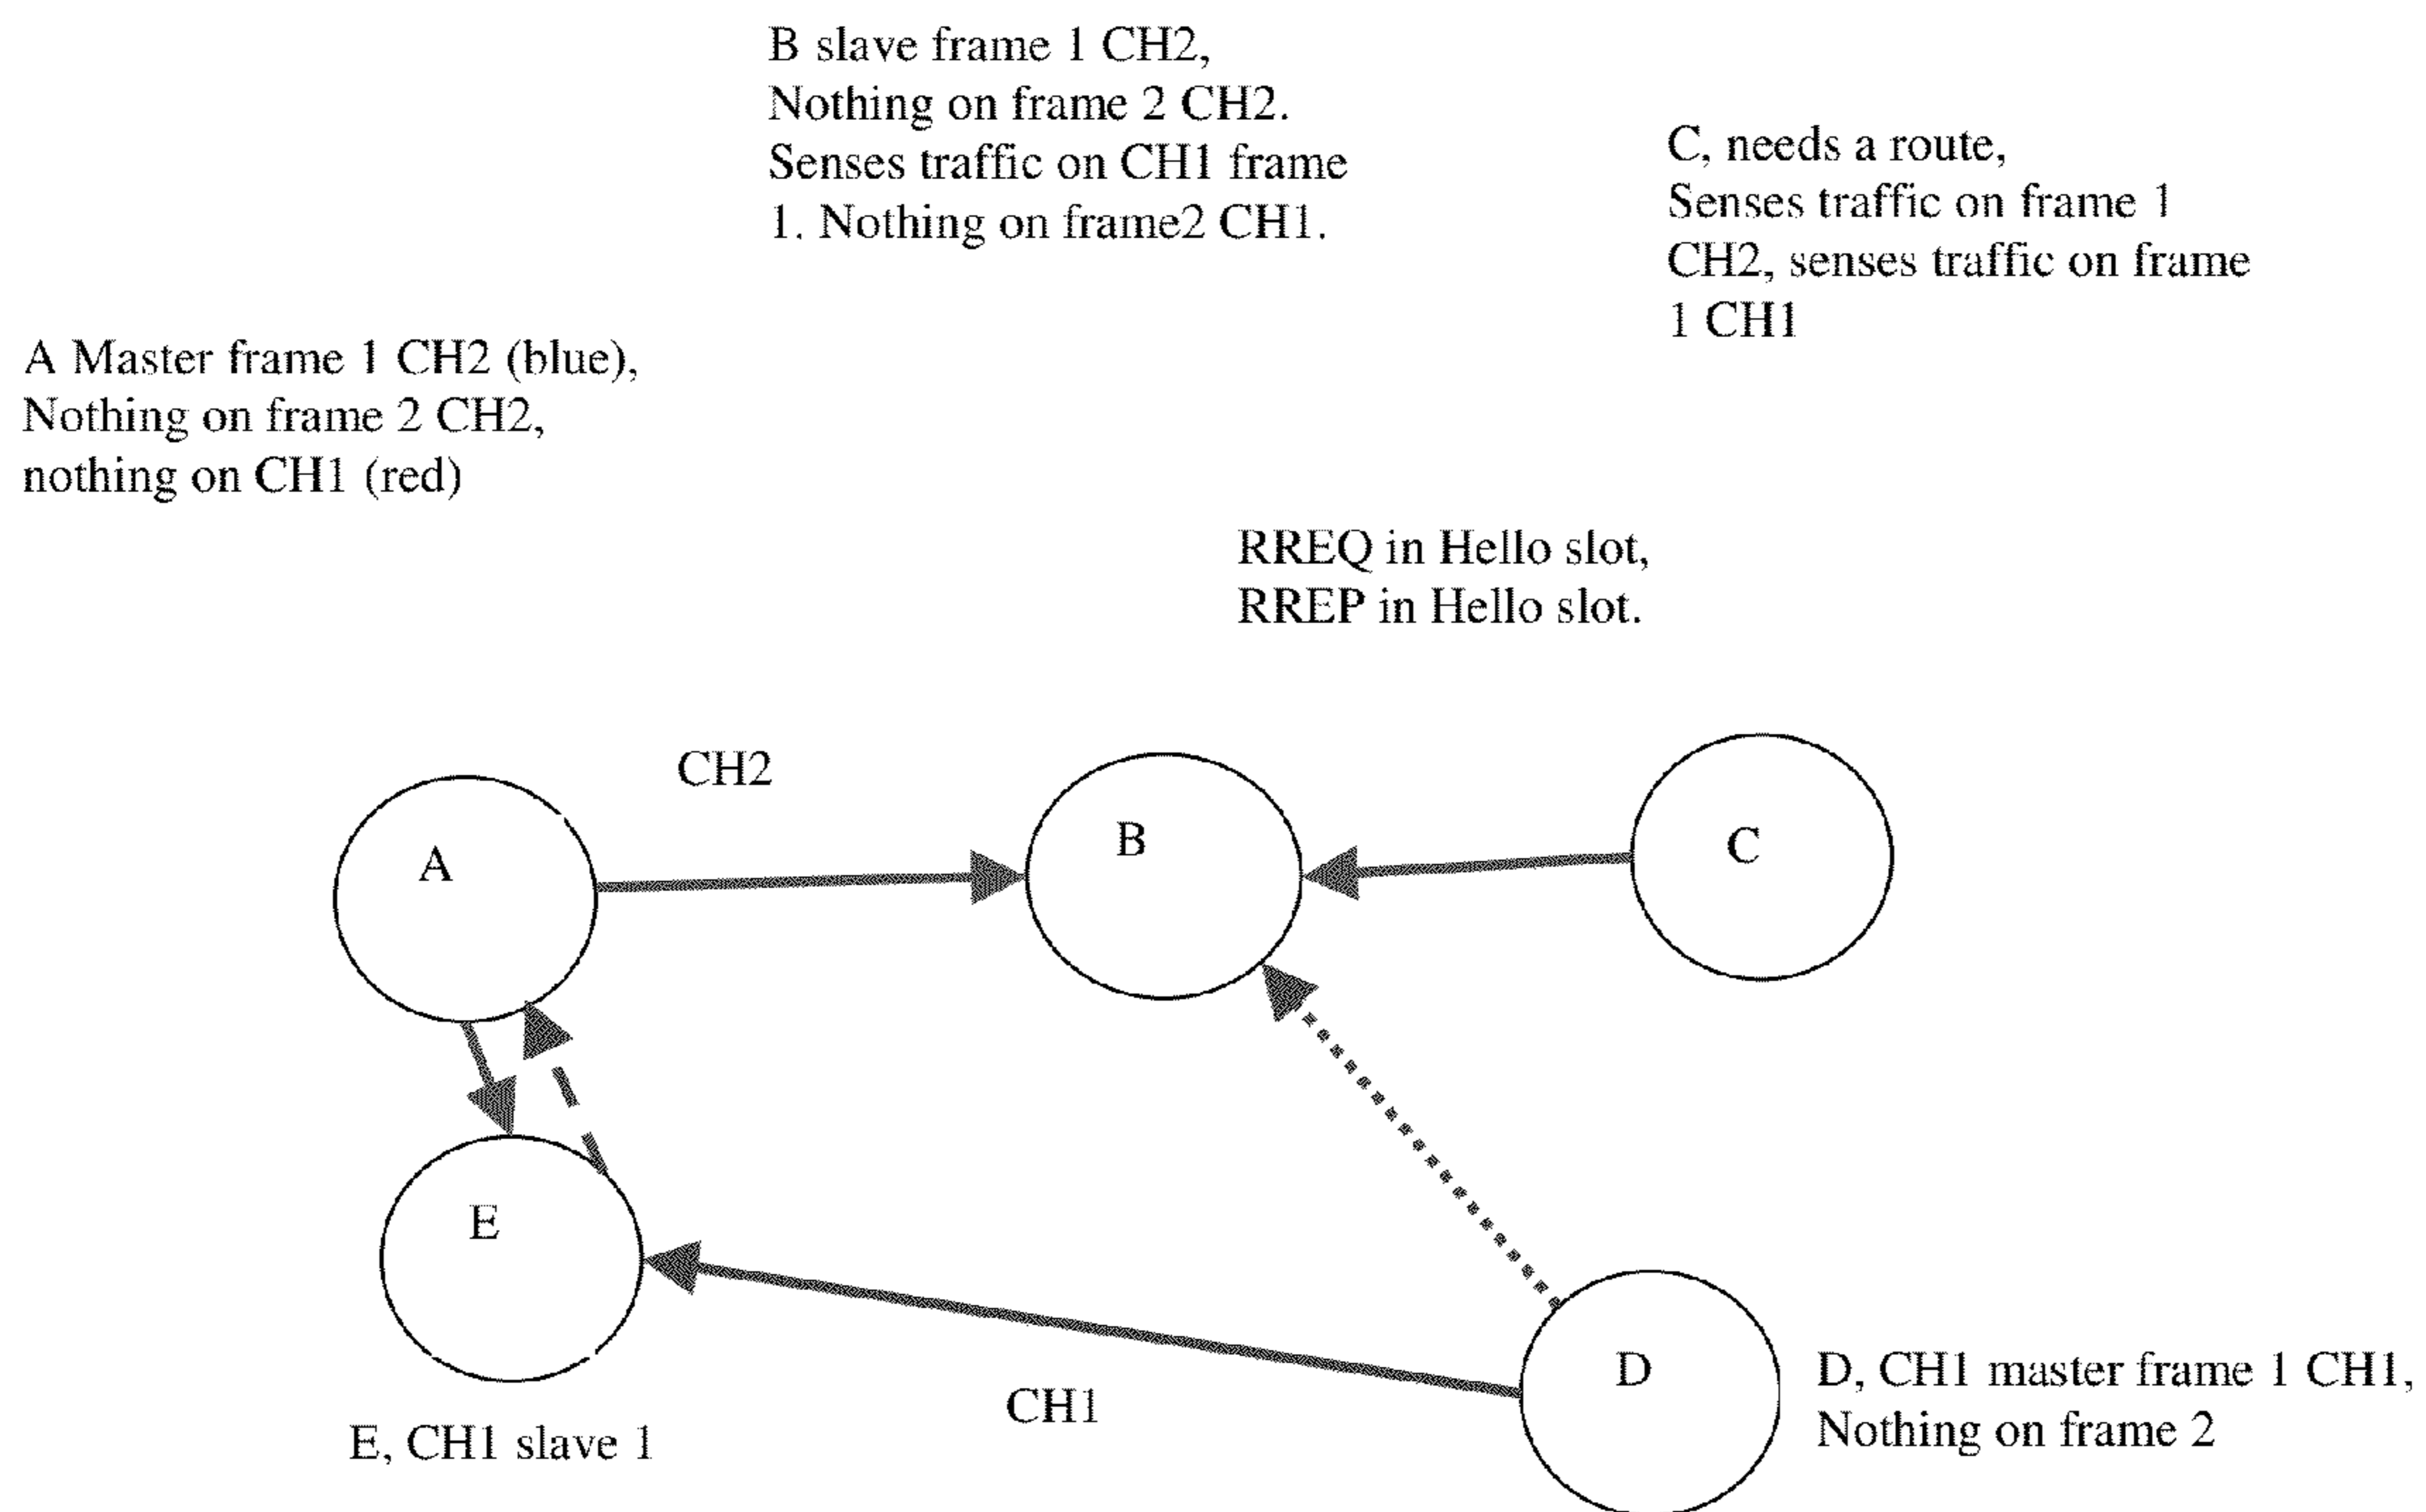 B slave frame 1 CH2,
Nothing on frame 2 CH2.
Senses traffic on CH1 frame
1. Nothing on frame2 CH1.
C, needs a route,
Senses traffic on frame 1
CH2, senses traffic on frame
1 CH1
A Master frame 1 CH2 (blue),
Nothing on frame 2 CH2,
nothing on CH1 (red)
RREQ in Hello slot,
RREP in Hello slot.
CH2
A
B
C
E
D
CH1
D, CH1 master frame 1 CH1,
Nothing on frame 2
E, CH1 slave 1